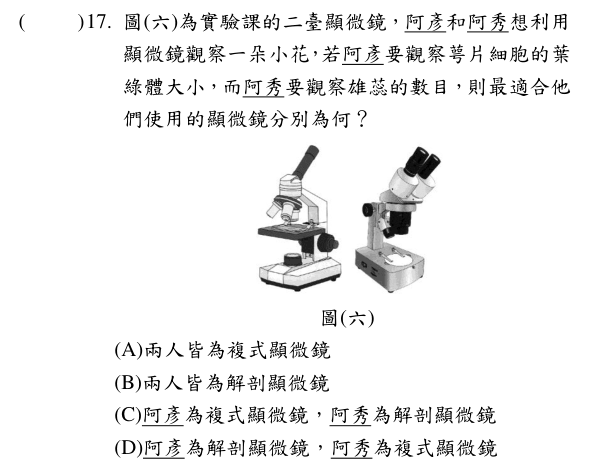 (　　)17. 圖(六)為實驗課的二臺顯微鏡，阿彥和阿秀想利用
顯微鏡觀察一朵小花，若阿彥要觀察萼片細胞的葉
綠體大小，而阿秀要觀察雄蕊的數目，則最適合他
們使用的顯微鏡分別為何？
圖(六)
(A)兩人皆為複式顯微鏡
(B)兩人皆為解剖顯微鏡
(C)阿彥為複式顯微鏡，阿秀為解剖顯微鏡
(D)阿彥為解剖顯微鏡，阿秀為複式顯微鏡